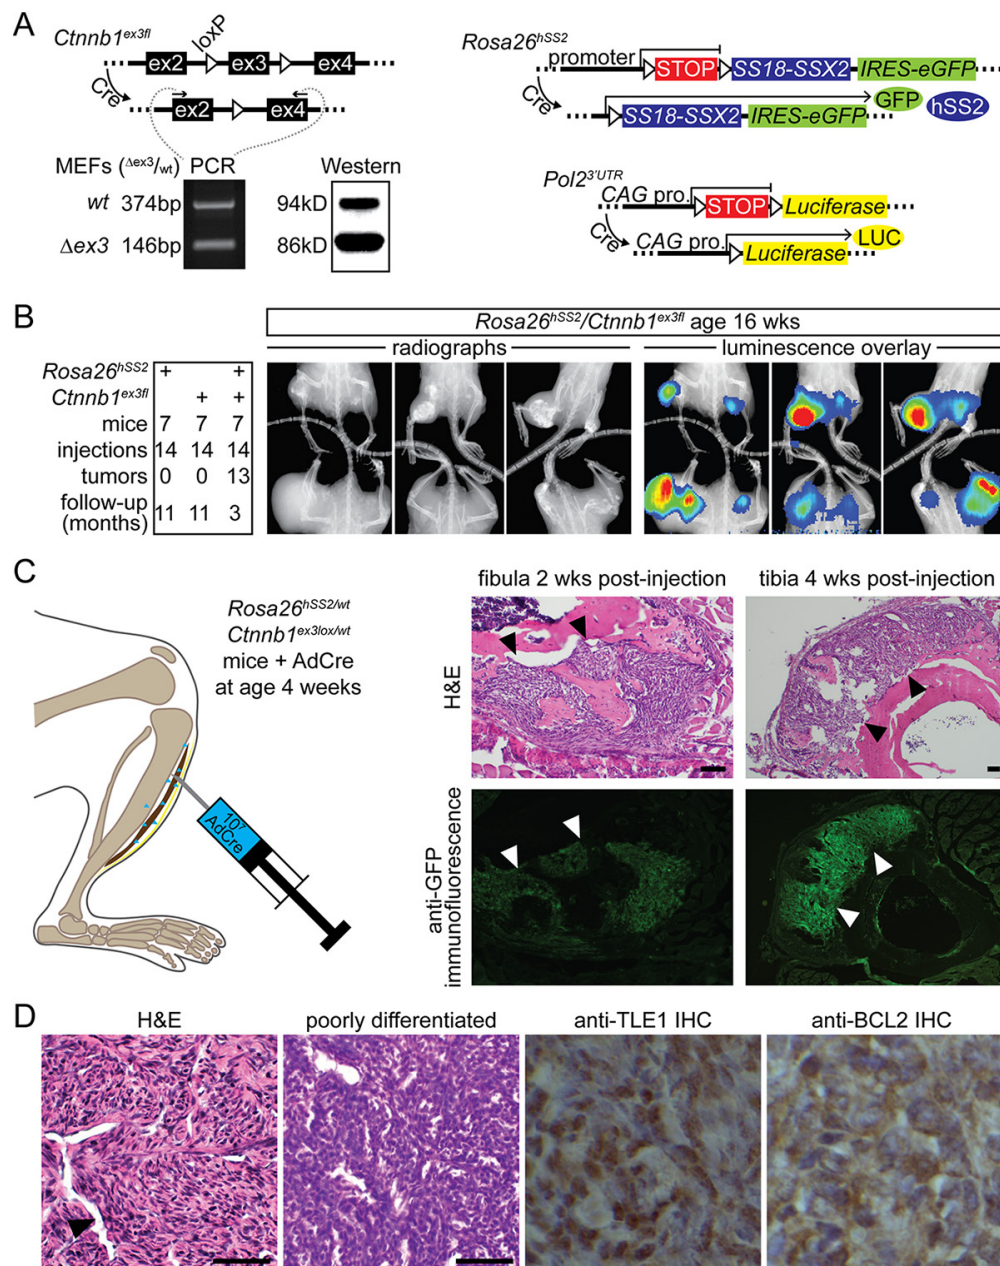 A
Ctnnb1ex3fl
loxP
ex2 ex3 ex4
Cre
ex2 ex4
MEFs (Δex3/wt) PCR Western
wt 374bp 94kD
Δex3 146bp 86kD
Rosa26hSS2
promoter
STOP SS18-SSX2 IRES-eGFP
Cre
GFP
hSS2
SS18-SSX2 IRES-eGFP
Pol23'UTR
CAG pro.
STOP Luciferase
Cre
LUC
CAG pro.
Luciferase
B
Rosa26hSS2/Ctnnb1ex3fl age 16 wks
radiographs luminescence overlay
Rosa26hSS2 + +
Ctnnb1ex3fl + +
mice 7 7 7
injections 14 14 14
tumors 0 0 13
follow-up
(months) 11 11 3
C
Rosa26hSS2/wt
Ctnnb1ex3lox/wt
mice + AdCre
at age 4 weeks
10⁷
AdCre
fibula 2 wks post-injection tibia 4 wks post-injection
H&E
anti-GFP
immunofluorescence
D
H&E poorly differentiated anti-TLE1 IHC anti-BCL2 IHC